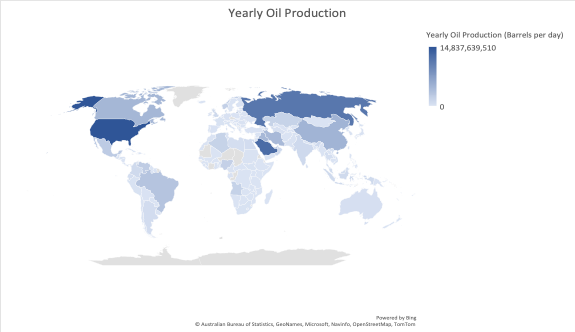 Yearly Oil Production
Yearly Oil Production (Barrels per day)
14,837,639,510
0
Powered by Bing
© Australian Bureau of Statistics, GeoNames, Microsoft, Navinfo, OpenStreetMap, TomTom